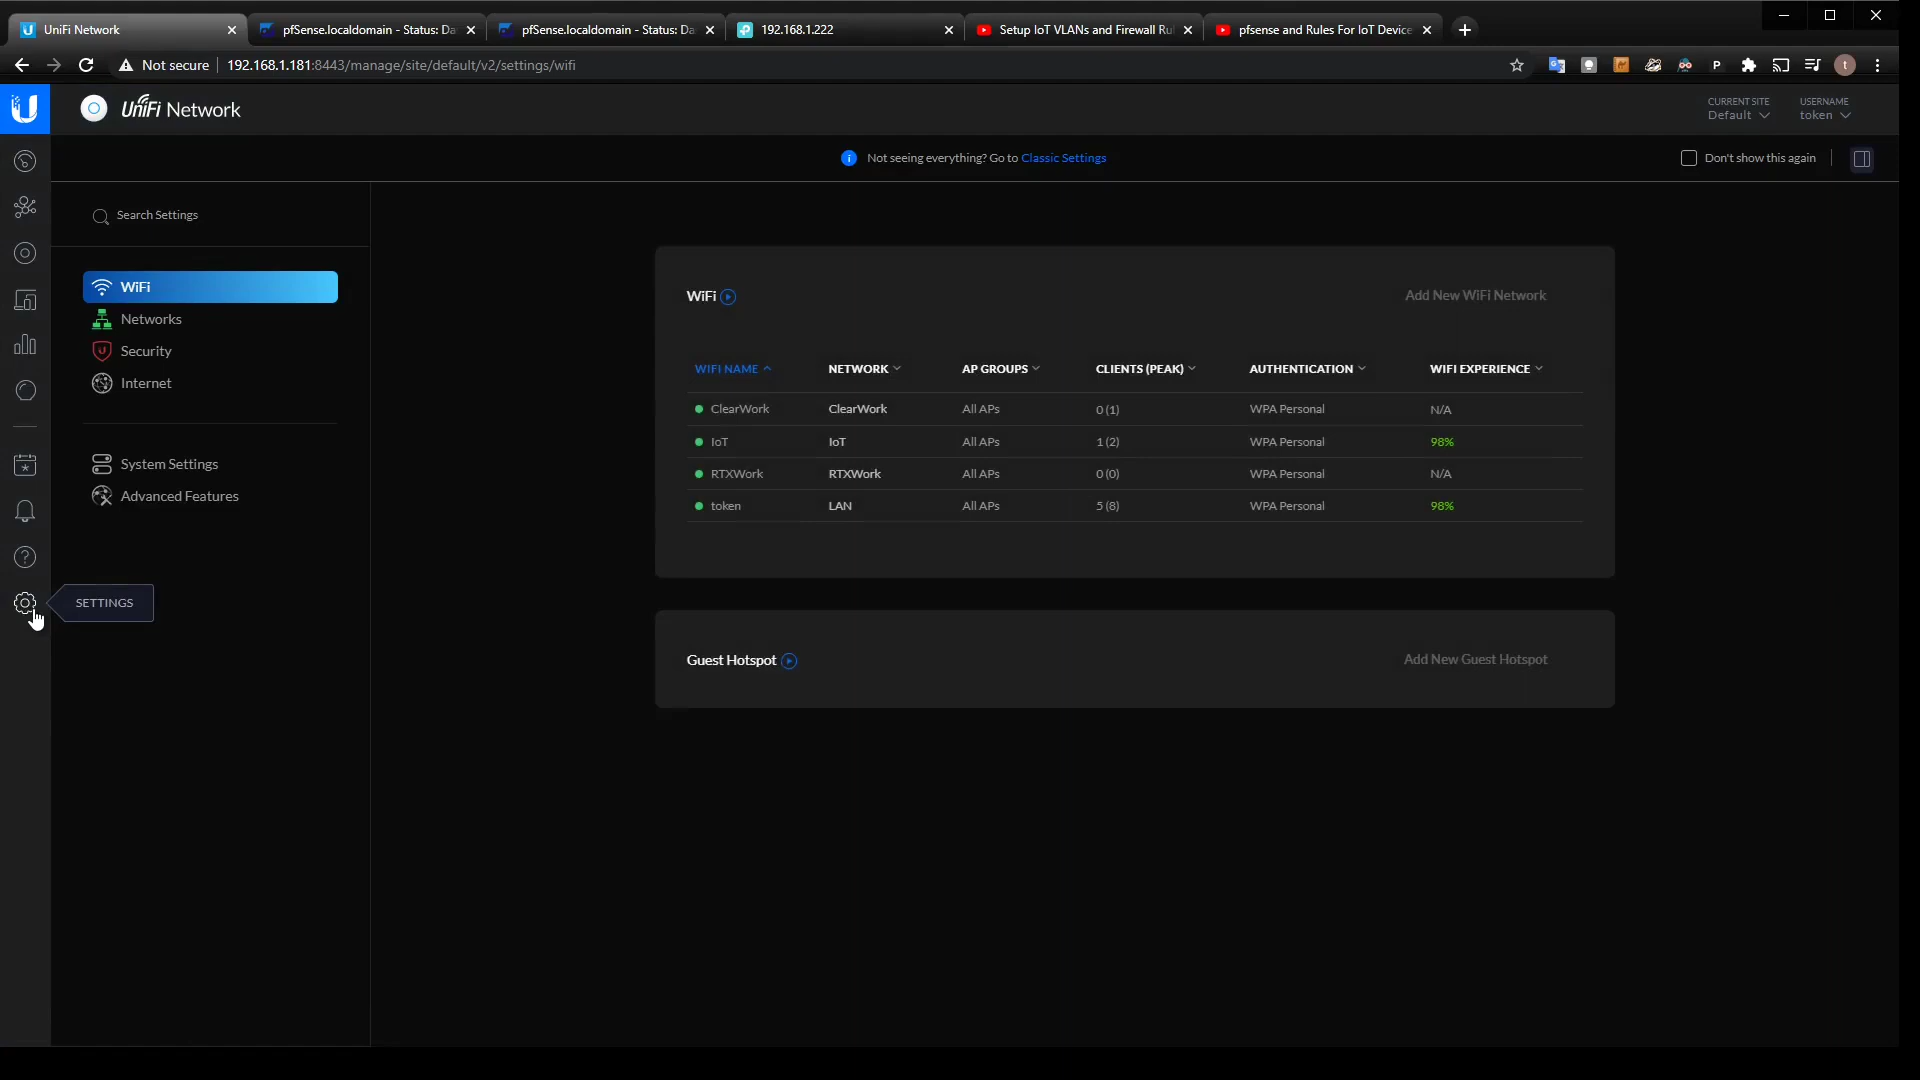 UniFi Network
pfSense.localdomain - Status: Da
pfSense.localdomain - Status: Da
192.168.1.222
Setup IoT VLANs and Firewall Rul
pfsense and Rules For IoT Device
Not secure
192.168.1.181:8443/manage/site/default/v2/settings/wifi
P
t
UniFi Network
CURRENT SITE
Default
USERNAME
token
Not seeing everything? Go to Classic Settings
Don't show this again
Search Settings
WiFi
Networks
Security
Internet
System Settings
Advanced Features
SETTINGS
WiFi
Add New WiFi Network
WIFI NAME NETWORK AP GROUPS CLIENTS (PEAK) AUTHENTICATION WIFI EXPERIENCE
ClearWork ClearWork All APs 0 (1) WPA Personal N/A
IoT IoT All APs 1 (2) WPA Personal 98%
RTXWork RTXWork All APs 0 (0) WPA Personal N/A
token LAN All APs 5 (8) WPA Personal 98%
Guest Hotspot
Add New Guest Hotspot